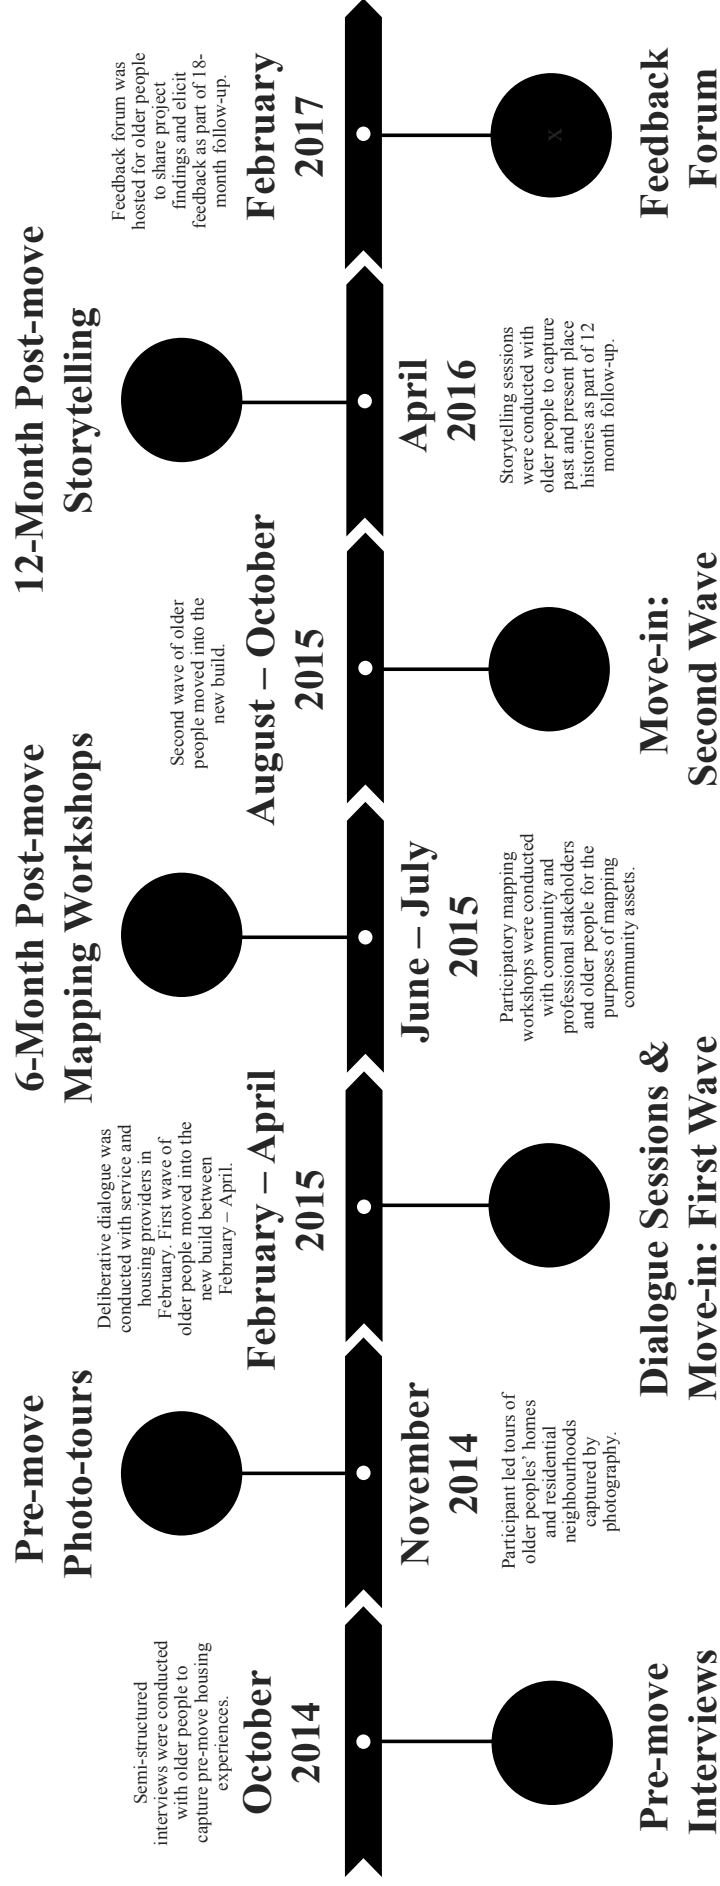 Pre-move
Interviews
October
2014
Semi-structured
interviews were conducted
with older people to
capture pre-move housing
experiences.
Pre-move
Photo-tours
November
2014
Participant led tours of
older peoples’ homes
and residential
neighbourhoods
captured by
photography.
Dialogue Sessions &
Move-in: First Wave
February – April
2015
Deliberative dialogue was
conducted with service and
housing providers in
February. First wave of
older people moved into the
new build between
February – April.
6-Month Post-move
Mapping Workshops
June – July
2015
Participatory mapping
workshops were conducted
with community and
professional stakeholders
and older people for the
purposes of mapping
community assets.
Move-in:
Second Wave
August – October
2015
Second wave of older
people moved into the
new build.
12-Month Post-move
Storytelling
April
2016
Storytelling sessions
were conducted with
older people to capture
past and present place
histories as part of 12
month follow-up.
Feedback
Forum
x
February
2017
Feedback forum was
hosted for older people
to share project
findings and elicit
feedback as part of 18-
month follow-up.